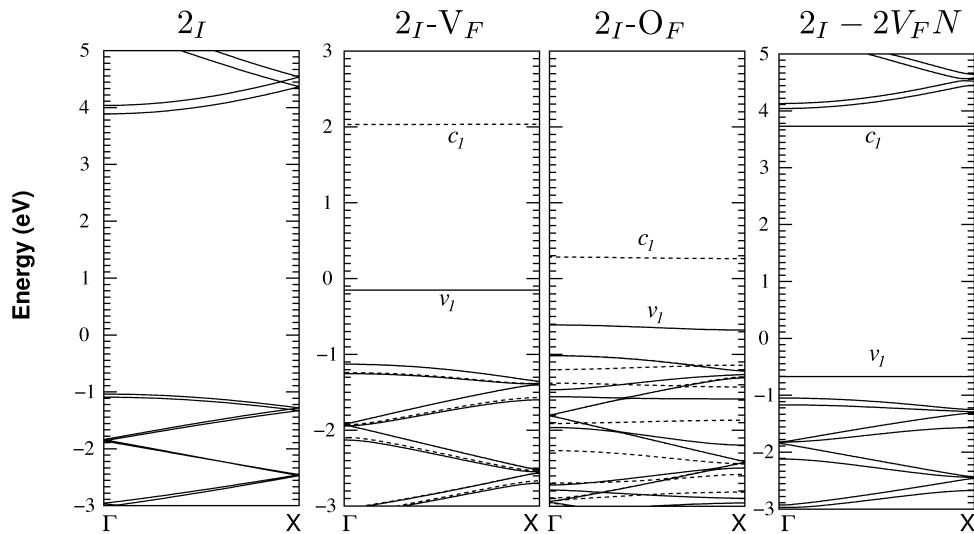 2_I 2_I-V_F 2_I-O_F 2_I − 2V_F N
Energy (eV)
5 4 3 2 1 0 −1 −2 −3
Γ X
3 2 1 0 −1 −2 −3
c_1
v_1
Γ X
c_1
v_1
Γ X
5 4 3 2 1 0 −1 −2 −3
c_1
v_1
Γ X